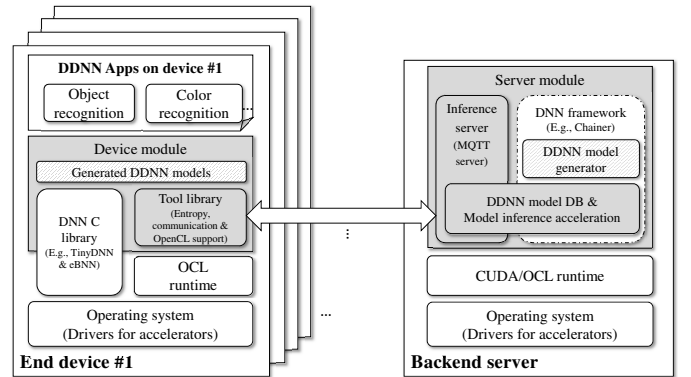 DDNN Apps on device #1
Object
recognition
Color
recognition
...
Device module
Generated DDNN models
DNN C
library
(E.g., TinyDNN
& eBNN)
Tool library
(Entropy,
communication &
OpenCL support)
OCL
runtime
Operating system
(Drivers for accelerators)
End device #1
...
...
Server module
Inference
server
(MQTT
server)
DNN framework
(E.g., Chainer)
DDNN model
generator
DDNN model DB &
Model inference acceleration
CUDA/OCL runtime
Operating system
(Drivers for accelerators)
Backend server